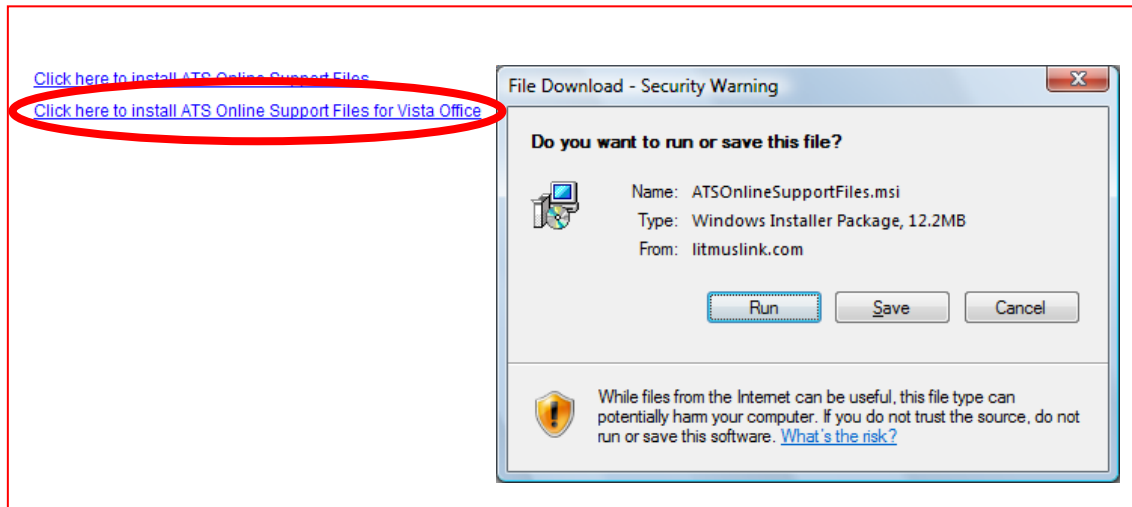 Click here to install ATS Online Support Files
Click here to install ATS Online Support Files for Vista Office
File Download - Security Warning
Do you want to run or save this file?
Name: ATSOnlineSupportFiles.msi
Type: Windows Installer Package, 12.2MB
From: litmuslink.com
Run Save Cancel
While files from the Internet can be useful, this file type can
potentially harm your computer. If you do not trust the source, do not
run or save this software. What's the risk?